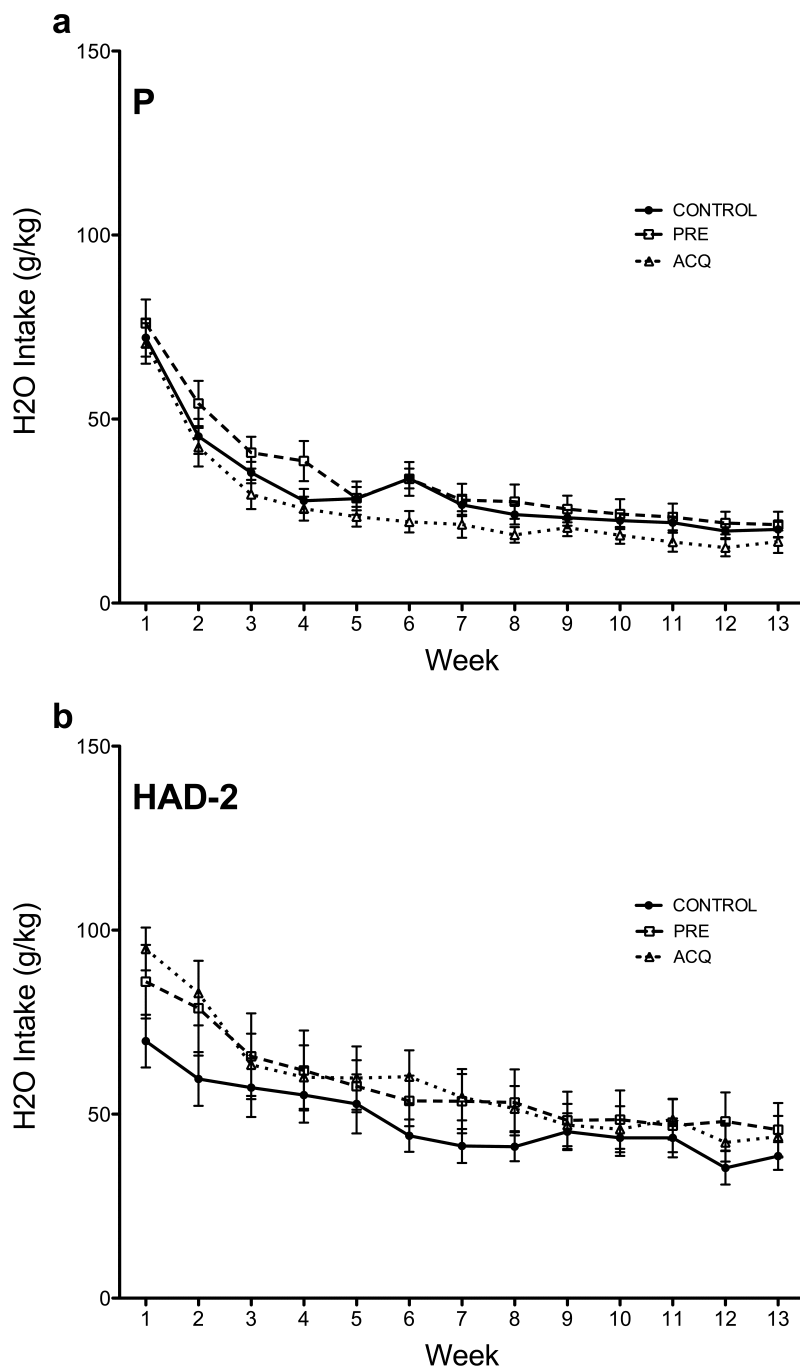 a
150
P
100
50
0
H2O Intake (g/kg)
CONTROL
PRE
ACQ
1 2 3 4 5 6 7 8 9 10 11 12 13
Week
b
150
HAD-2
100
50
0
H2O Intake (g/kg)
CONTROL
PRE
ACQ
1 2 3 4 5 6 7 8 9 10 11 12 13
Week